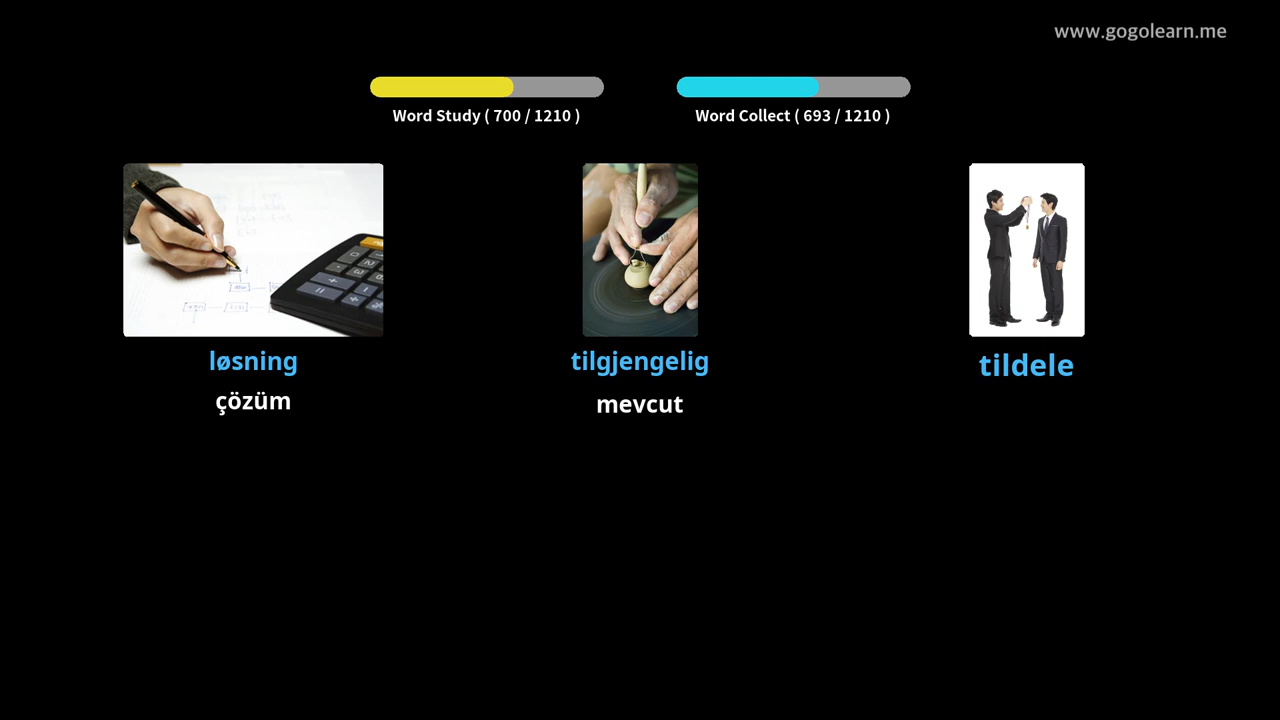 www.gogolearn.me
Word Study ( 700 / 1210 )
Word Collect ( 693 / 1210 )
løsning
çözüm
tilgjengelig
mevcut
tildele